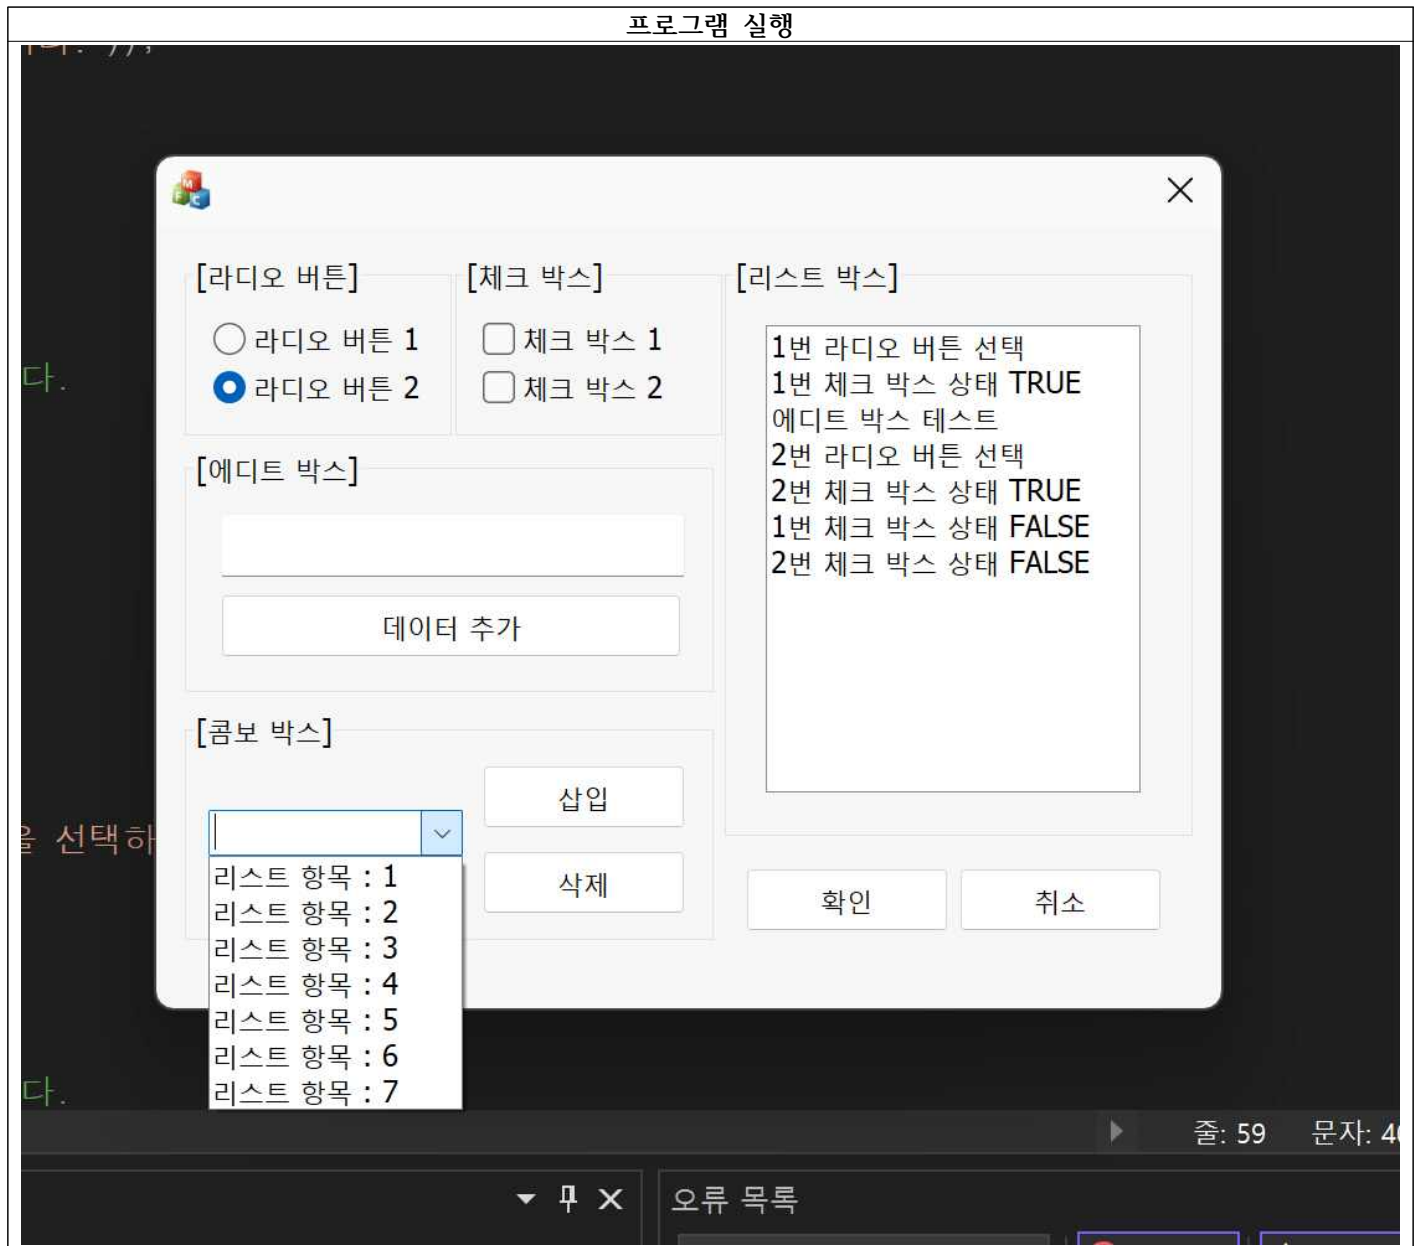 프로그램 실행
다.
[라디오 버튼]
라디오 버튼 1
라디오 버튼 2
[체크 박스]
체크 박스 1
체크 박스 2
[에디트 박스]
데이터 추가
[콤보 박스]
삽입
삭제
리스트 항목 : 1
리스트 항목 : 2
리스트 항목 : 3
리스트 항목 : 4
리스트 항목 : 5
리스트 항목 : 6
리스트 항목 : 7
[리스트 박스]
1번 라디오 버튼 선택
1번 체크 박스 상태 TRUE
에디트 박스 테스트
2번 라디오 버튼 선택
2번 체크 박스 상태 TRUE
1번 체크 박스 상태 FALSE
2번 체크 박스 상태 FALSE
확인
취소
을 선택하
다.
줄: 59
문자:
오류 목록